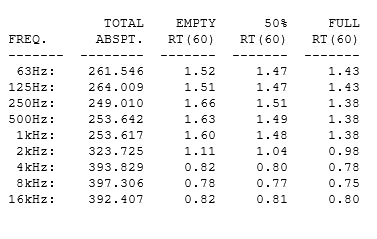 TOTAL EMPTY 50% FULL
FREQ. ABSPT. RT(60) RT(60) RT(60)
------- -------- ------- ------- -------
63Hz: 261.546 1.52 1.47 1.43
125Hz: 264.009 1.51 1.47 1.43
250Hz: 249.010 1.66 1.51 1.38
500Hz: 253.642 1.63 1.49 1.38
1kHz: 253.617 1.60 1.48 1.38
2kHz: 323.725 1.11 1.04 0.98
4kHz: 393.829 0.82 0.80 0.78
8kHz: 397.306 0.78 0.77 0.75
16kHz: 392.407 0.82 0.81 0.80